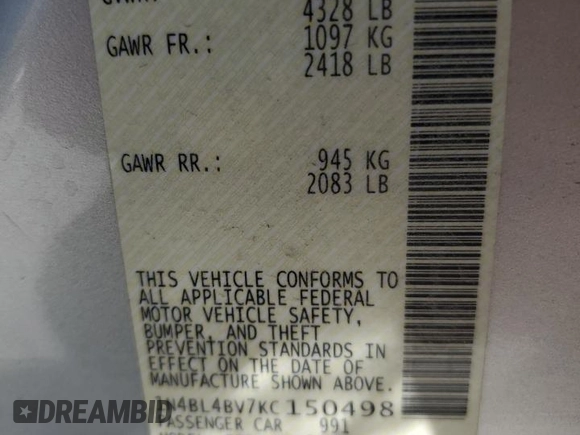 4328 LB
GAWR FR.: 1097 KG
2418 LB
GAWR RR.: 945 KG
2083 LB
THIS VEHICLE CONFORMS TO
ALL APPLICABLE FEDERAL
MOTOR VEHICLE SAFETY,
BUMPER, AND THEFT
PREVENTION STANDARDS IN
EFFECT ON THE DATE OF
MANUFACTURE SHOWN ABOVE.
N4BL4BV7KC150498
PASSENGER CAR 991
DREAMBID